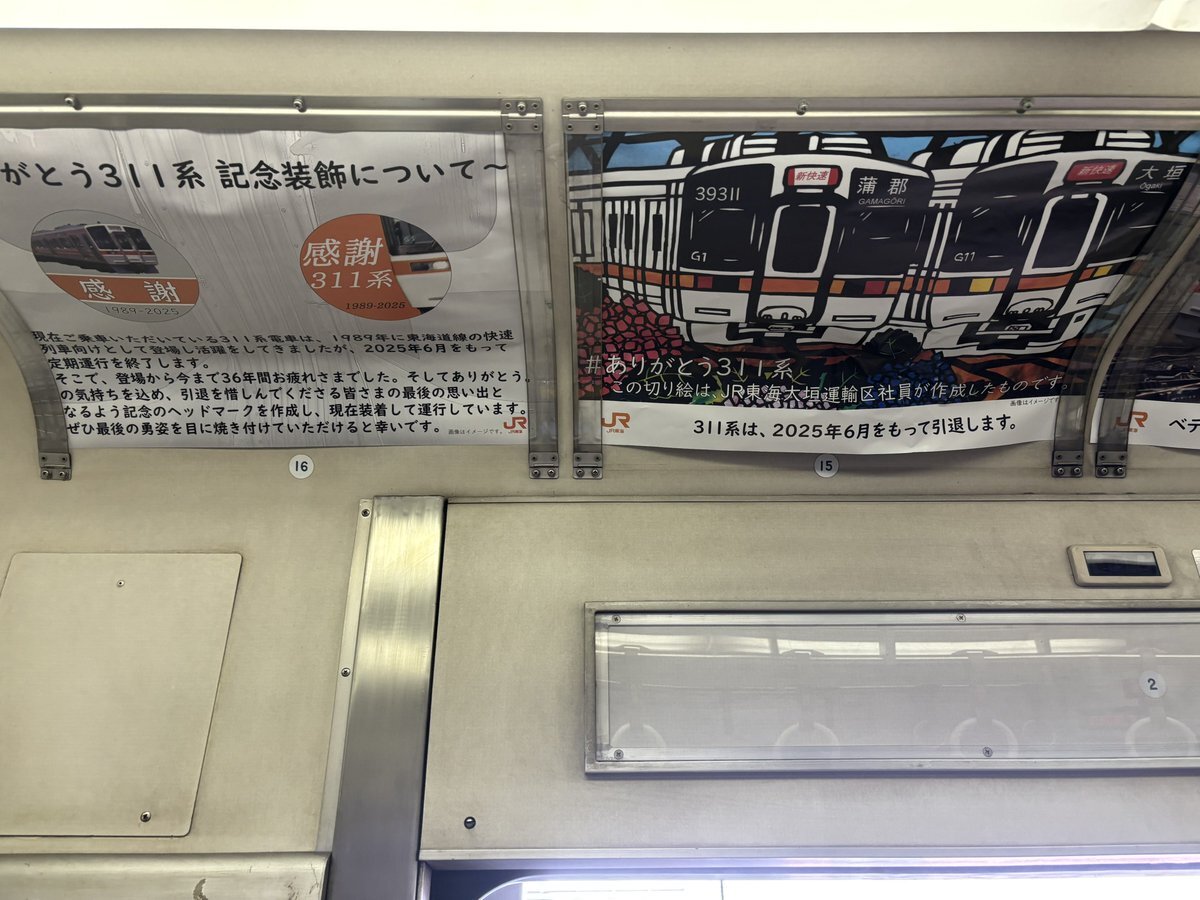 がとう311系 記念装飾について～
感謝
1989-2025
感謝
311系
1989-2025
現在ご乗車いただいている311系電車は、1989年に東海道線の快速
列車向けとして登場し活躍をしてきましたが、2025年6月をもって
定期運行を終了します。
そこで、登場から今まで36年間お疲れさまでした。そしてありがとう
の気持ちを込め、引退を惜しんでくださる皆さまの最後の思い出と
なるよう記念のヘッドマークを作成し、現在装着して運行しています。
ぜひ最後の勇姿を目に焼き付けていただけると幸いです。
画像はイメージです。
JR東海
16
39311
新快速
蒲郡
GAMAGŌRI
G1
新快速
大垣
Ōgaki
G11
#ありがとう311系
この切り絵は、JR東海大垣運輸区社員が作成したものです。
画像はイメージです。
JR東海
311系は、2025年6月をもって引退します。
15
JR東海
ベテ
2